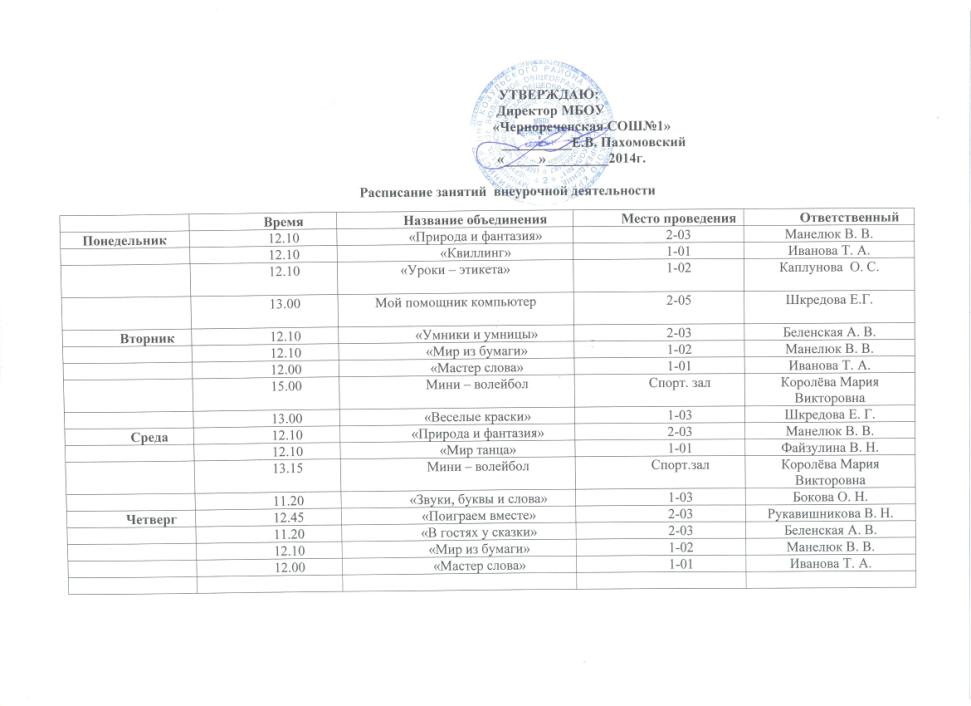 УТВЕРЖДАЮ:
Директор МБОУ
«Чернореченская СОШ№1»
____________Е.В. Пахомовский
«_____»_________2014г.
Расписание занятий внеурочной деятельности
Время Название объединения Место проведения Ответственный
Понедельник 12.10 «Природа и фантазия» 2-03 Манелюк В. В.
12.10 «Квиллинг» 1-01 Иванова Т. А.
12.10 «Уроки – этикета» 1-02 Каплунова О. С.
13.00 Мой помощник компьютер 2-05 Шкредова Е.Г.
Вторник 12.10 «Умники и умницы» 2-03 Беленская А. В.
12.10 «Мир из бумаги» 1-02 Манелюк В. В.
12.00 «Мастер слова» 1-01 Иванова Т. А.
15.00 Мини – волейбол Спорт. зал Королёва Мария
Викторовна
13.00 «Веселые краски» 1-03 Шкредова Е. Г.
Среда 12.10 «Природа и фантазия» 2-03 Манелюк В. В.
12.10 «Мир танца» 1-01 Файзулина В. Н.
13.15 Мини – волейбол Спорт.зал Королёва Мария
Викторовна
11.20 «Звуки, буквы и слова» 1-03 Бокова О. Н.
Четверг 12.45 «Поиграем вместе» 2-03 Рукавишникова В. Н.
11.20 «В гостях у сказки» 2-03 Беленская А. В.
12.10 «Мир из бумаги» 1-02 Манелюк В. В.
12.00 «Мастер слова» 1-01 Иванова Т. А.
КОЗУЛЬСКОГО РАЙОНА